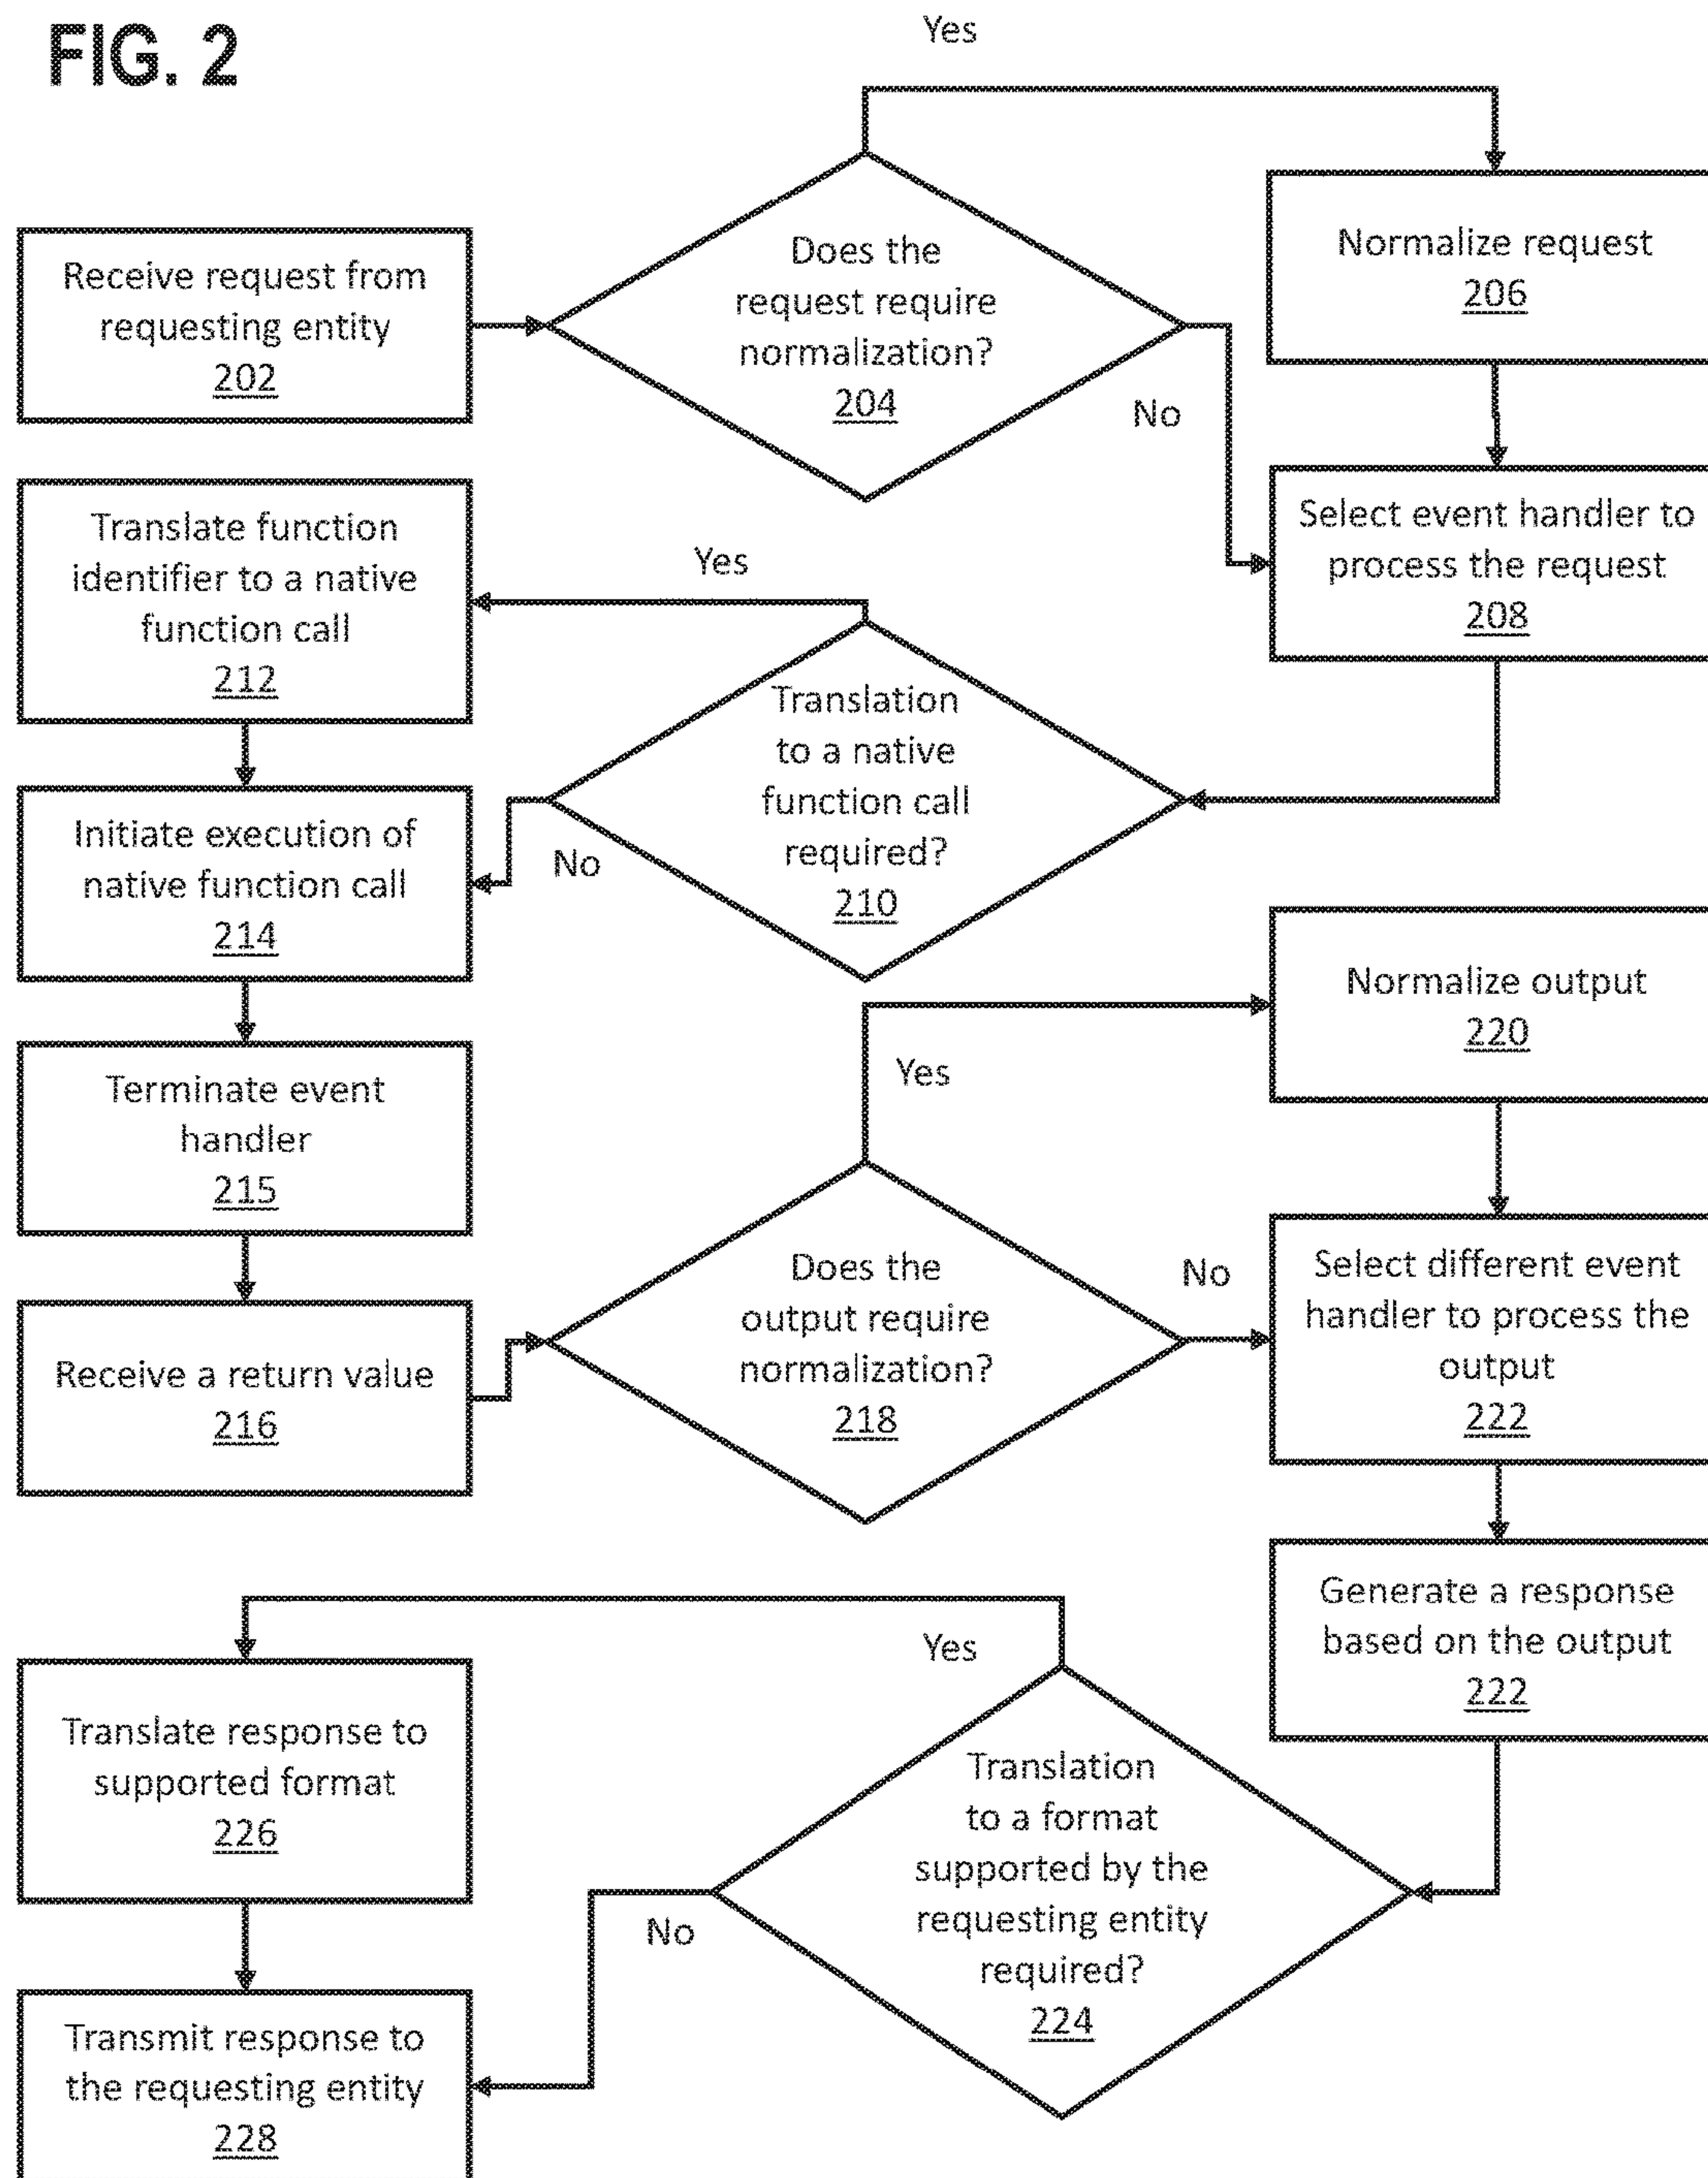 FIG. 2
Yes
Receive request from
requesting entity
202
Does the
request require
normalization?
204
No
Normalize request
206
Select event handler to
process the request
208
Translate function
identifier to a native
function call
212
Yes
Translation
to a native
function call
required?
210
No
Initiate execution of
native function call
214
Terminate event
handler
215
Receive a return value
216
Does the
output require
normalization?
218
Yes
No
Normalize output
220
Select different event
handler to process the
output
222
Generate a response
based on the output
222
Translation
to a format
supported by the
requesting entity
required?
224
Yes
No
Translate response to
supported format
226
Transmit response to
the requesting entity
228